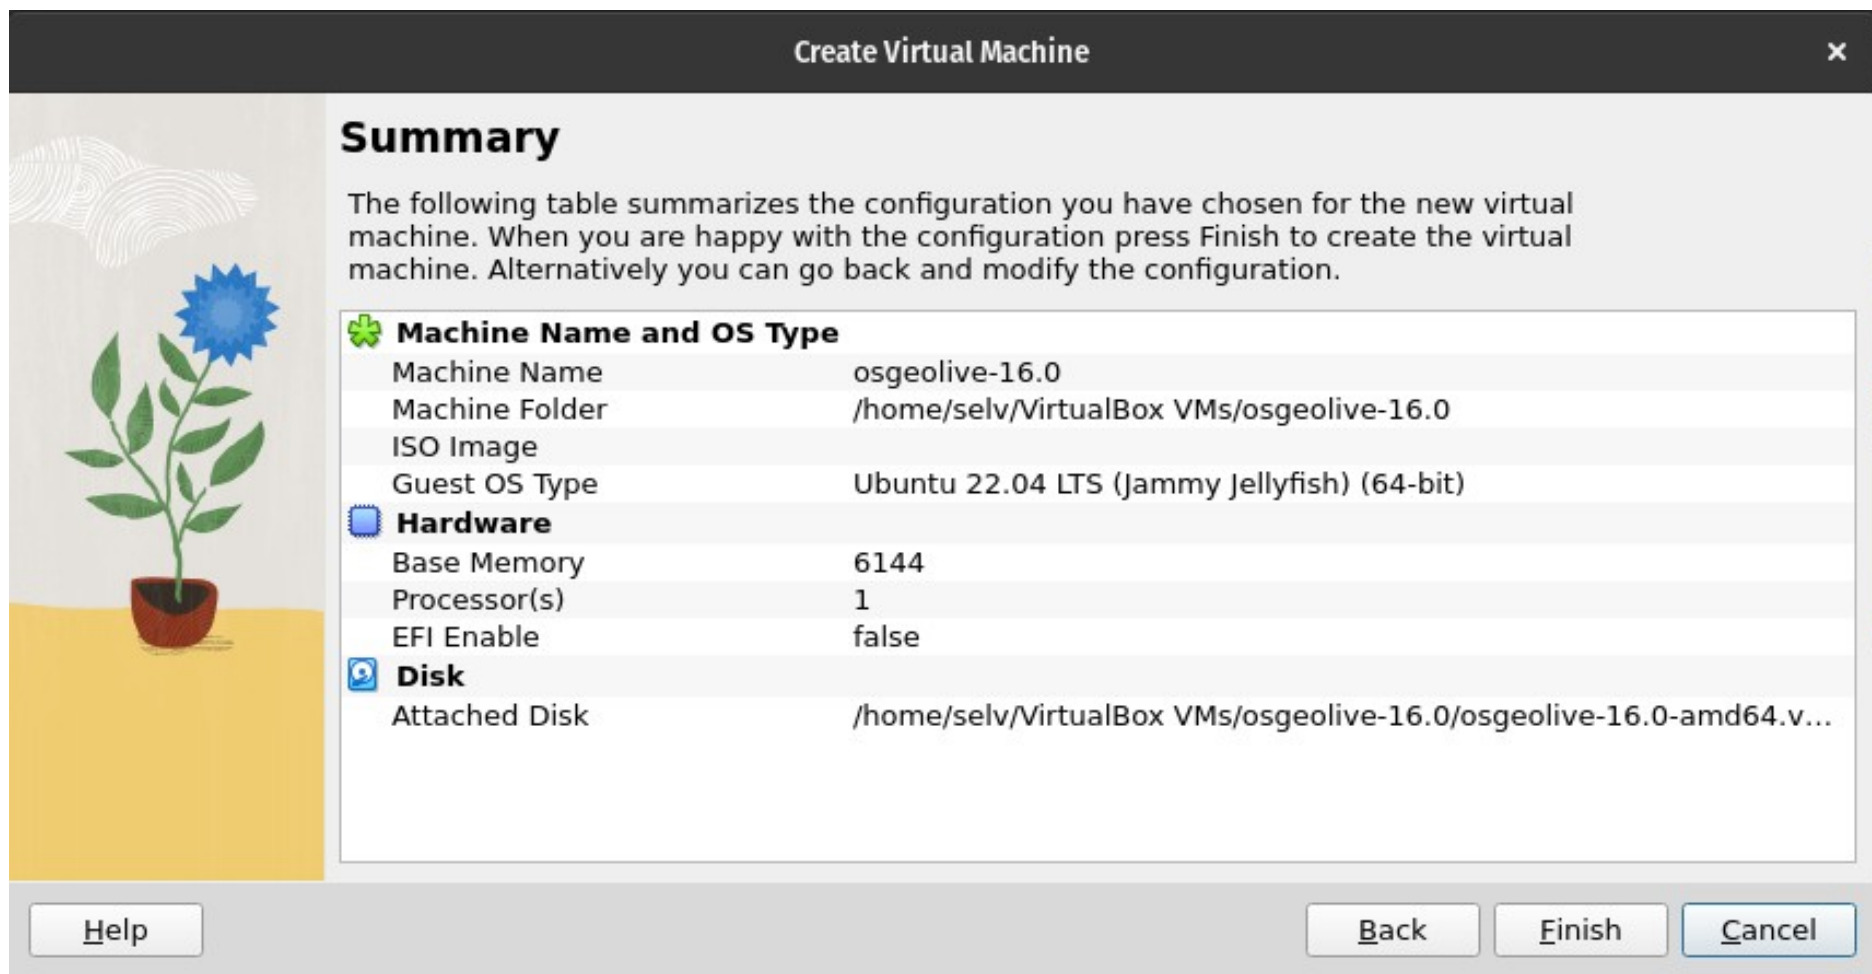 Create Virtual Machine
Summary
The following table summarizes the configuration you have chosen for the new virtual
machine. When you are happy with the configuration press Finish to create the virtual
machine. Alternatively you can go back and modify the configuration.
Machine Name and OS Type
Machine Name osgeolive-16.0
Machine Folder /home/selv/VirtualBox VMs/osgeolive-16.0
ISO Image
Guest OS Type Ubuntu 22.04 LTS (Jammy Jellyfish) (64-bit)
Hardware
Base Memory 6144
Processor(s) 1
EFI Enable false
Disk
Attached Disk /home/selv/VirtualBox VMs/osgeolive-16.0/osgeolive-16.0-amd64.v...
Help Back Finish Cancel